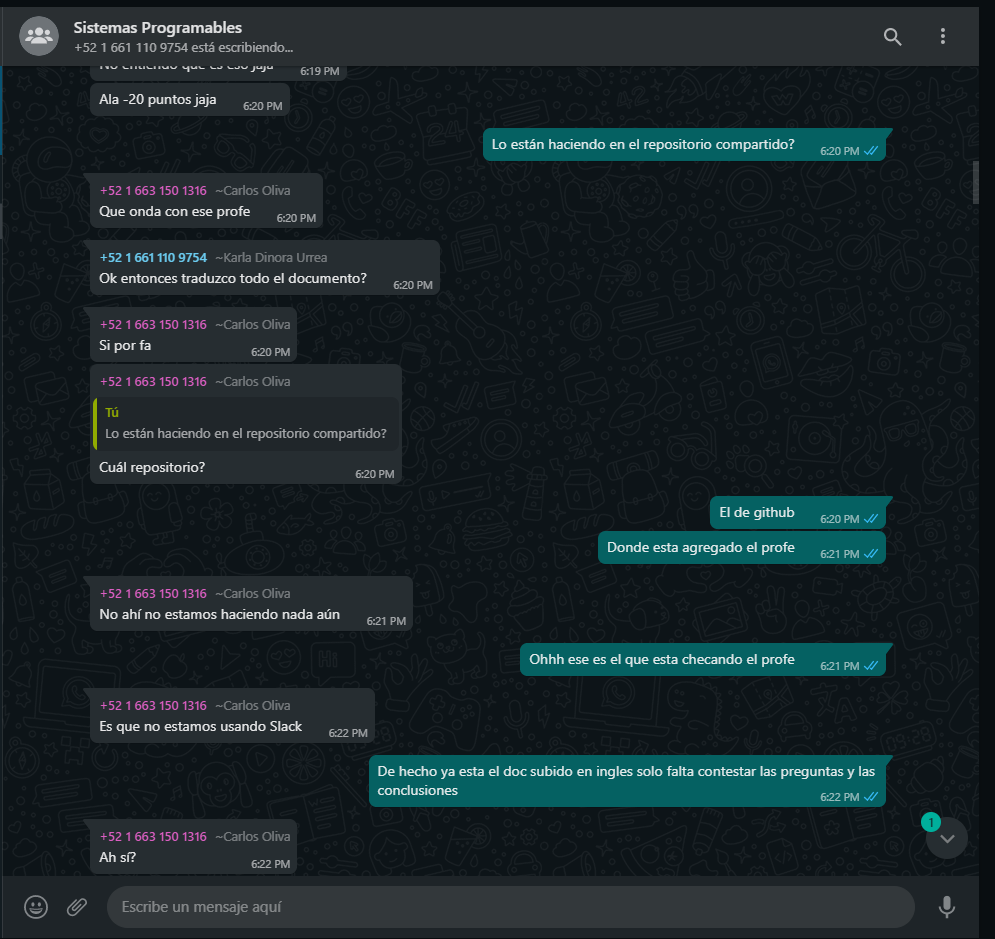 Sistemas Programables
+52 1 661 110 9754 está escribiendo...
No entiendo que es eso jaja 6:19 PM
Ala -20 puntos jaja 6:20 PM
Lo están haciendo en el repositorio compartido? 6:20 PM
+52 1 663 150 1316 ~Carlos Oliva
Que onda con ese profe 6:20 PM
+52 1 661 110 9754 ~Karla Dinora Urrea
Ok entonces traduzco todo el documento? 6:20 PM
+52 1 663 150 1316 ~Carlos Oliva
Si por fa 6:20 PM
+52 1 663 150 1316 ~Carlos Oliva
Tú
Lo están haciendo en el repositorio compartido?
Cuál repositorio? 6:20 PM
El de github 6:20 PM
Donde esta agregado el profe 6:21 PM
+52 1 663 150 1316 ~Carlos Oliva
No ahí no estamos haciendo nada aún 6:21 PM
Ohhh ese es el que esta checando el profe 6:21 PM
+52 1 663 150 1316 ~Carlos Oliva
Es que no estamos usando Slack 6:22 PM
De hecho ya esta el doc subido en ingles solo falta contestar las preguntas y las
conclusiones 6:22 PM
+52 1 663 150 1316 ~Carlos Oliva
Ah sí? 6:22 PM
1
Escribe un mensaje aquí